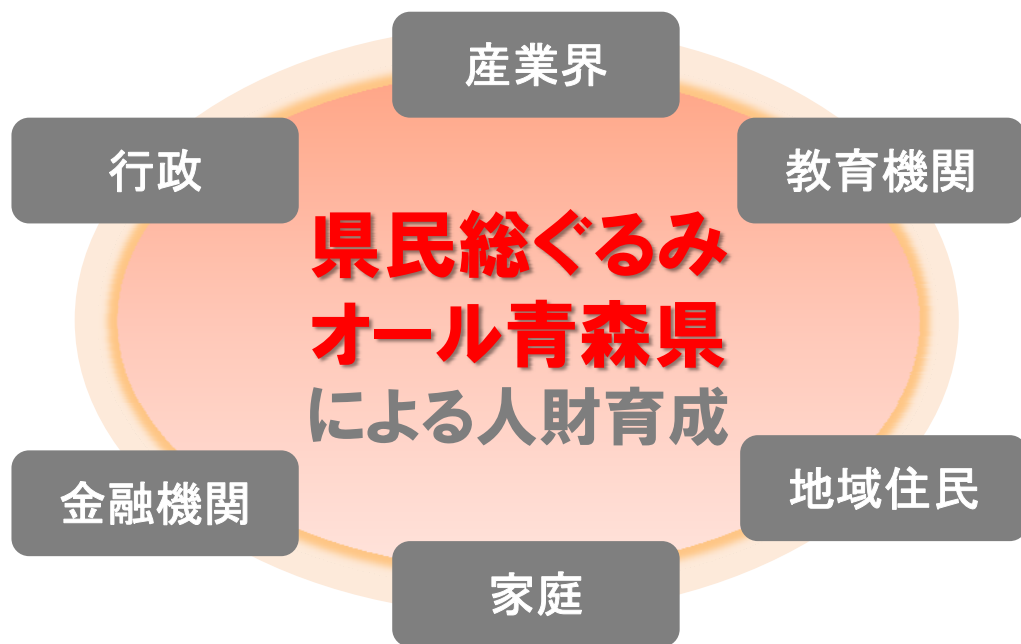 産業界
行政
教育機関
県民総ぐるみ
オール青森県
による人財育成
金融機関
地域住民
家庭